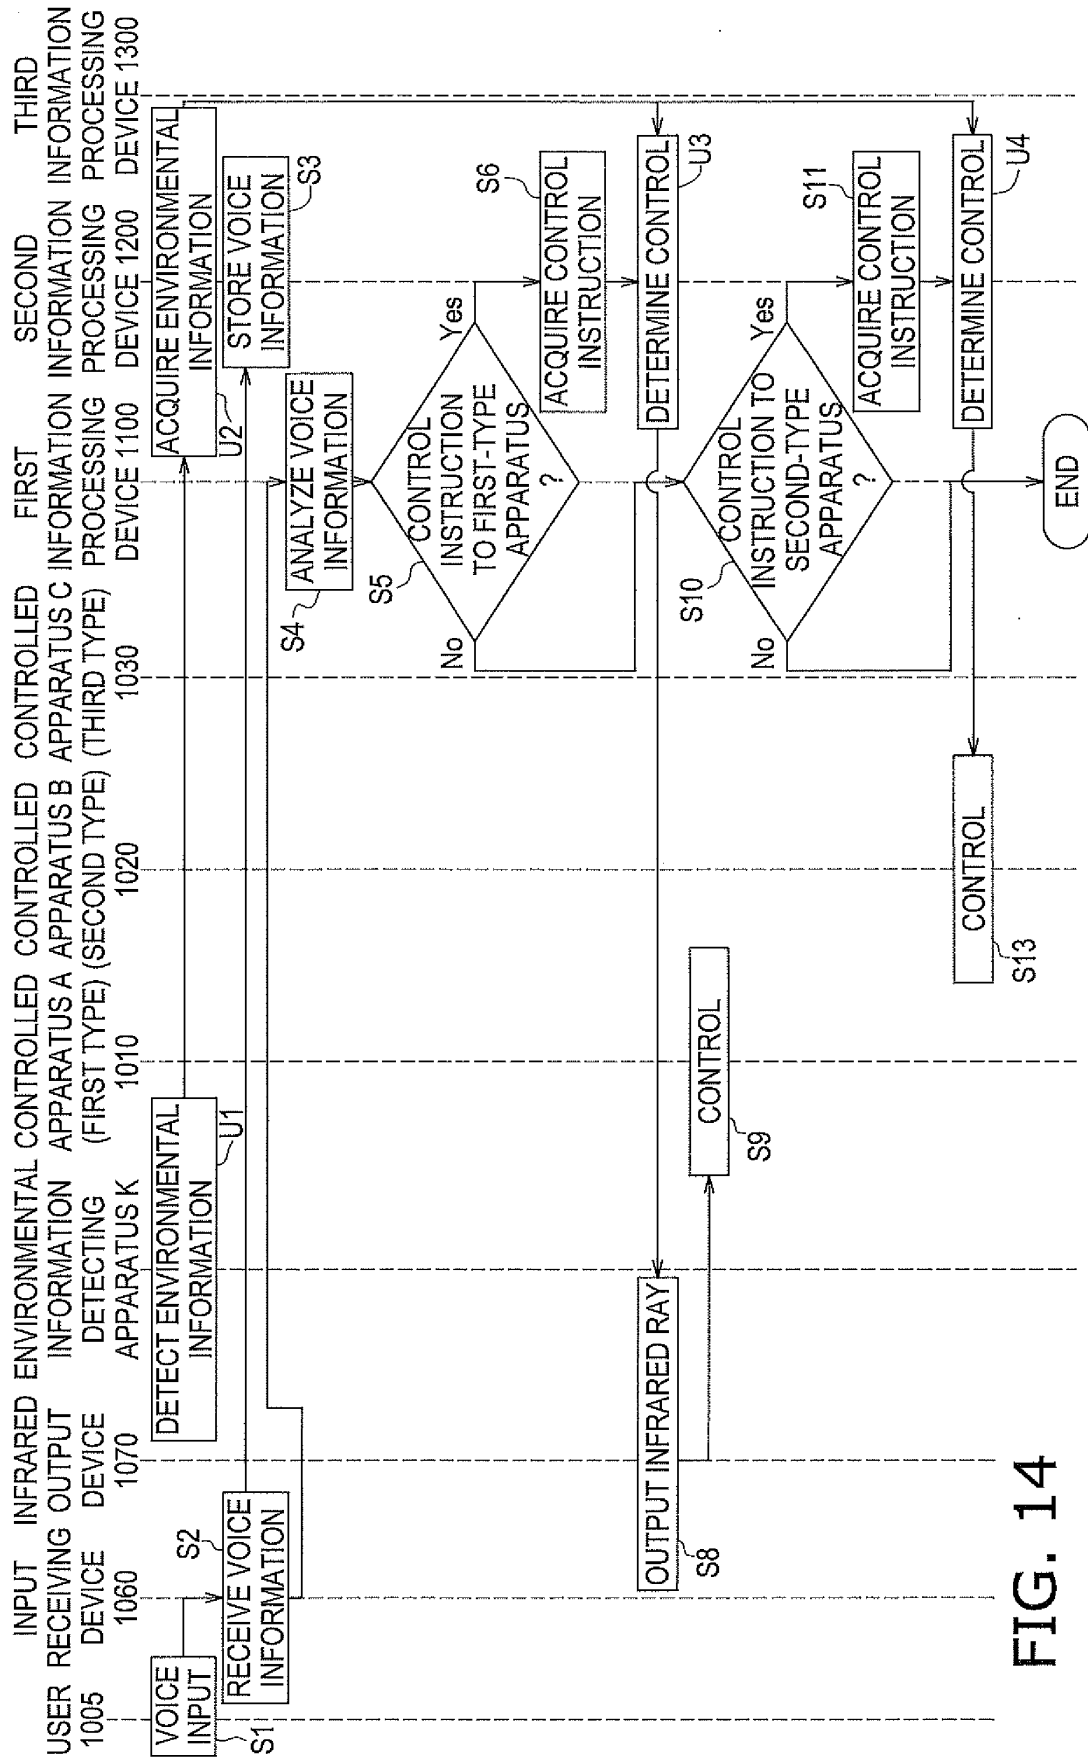 USER
1005
INPUT
RECEIVING
DEVICE
1060
INFRARED
OUTPUT
DEVICE
1070
ENVIRONMENTAL
INFORMATION
DETECTING
APPARATUS K
CONTROLLED
APPARATUS A
(FIRST TYPE)
1010
CONTROLLED
APPARATUS B
(SECOND TYPE)
1020
CONTROLLED
APPARATUS C
(THIRD TYPE)
1030
FIRST
INFORMATION
PROCESSING
DEVICE 1100
SECOND
INFORMATION
PROCESSING
DEVICE 1200
THIRD
INFORMATION
PROCESSING
DEVICE 1300
VOICE
INPUT
S1
DETECT ENVIRONMENTAL
INFORMATION
U1
ACQUIRE ENVIRONMENTAL
INFORMATION
U2
S2
RECEIVE VOICE
INFORMATION
STORE VOICE
INFORMATION
S3
S4
ANALYZE VOICE
INFORMATION
S5
CONTROL
INSTRUCTION
TO FIRST-TYPE
APPARATUS
?
No
Yes
S6
ACQUIRE CONTROL
INSTRUCTION
DETERMINE CONTROL
U3
OUTPUT INFRARED RAY
S8
CONTROL
S9
S10
CONTROL
INSTRUCTION TO
SECOND-TYPE
APPARATUS
?
No
Yes
S11
ACQUIRE CONTROL
INSTRUCTION
DETERMINE CONTROL
U4
CONTROL
S13
END
FIG. 14